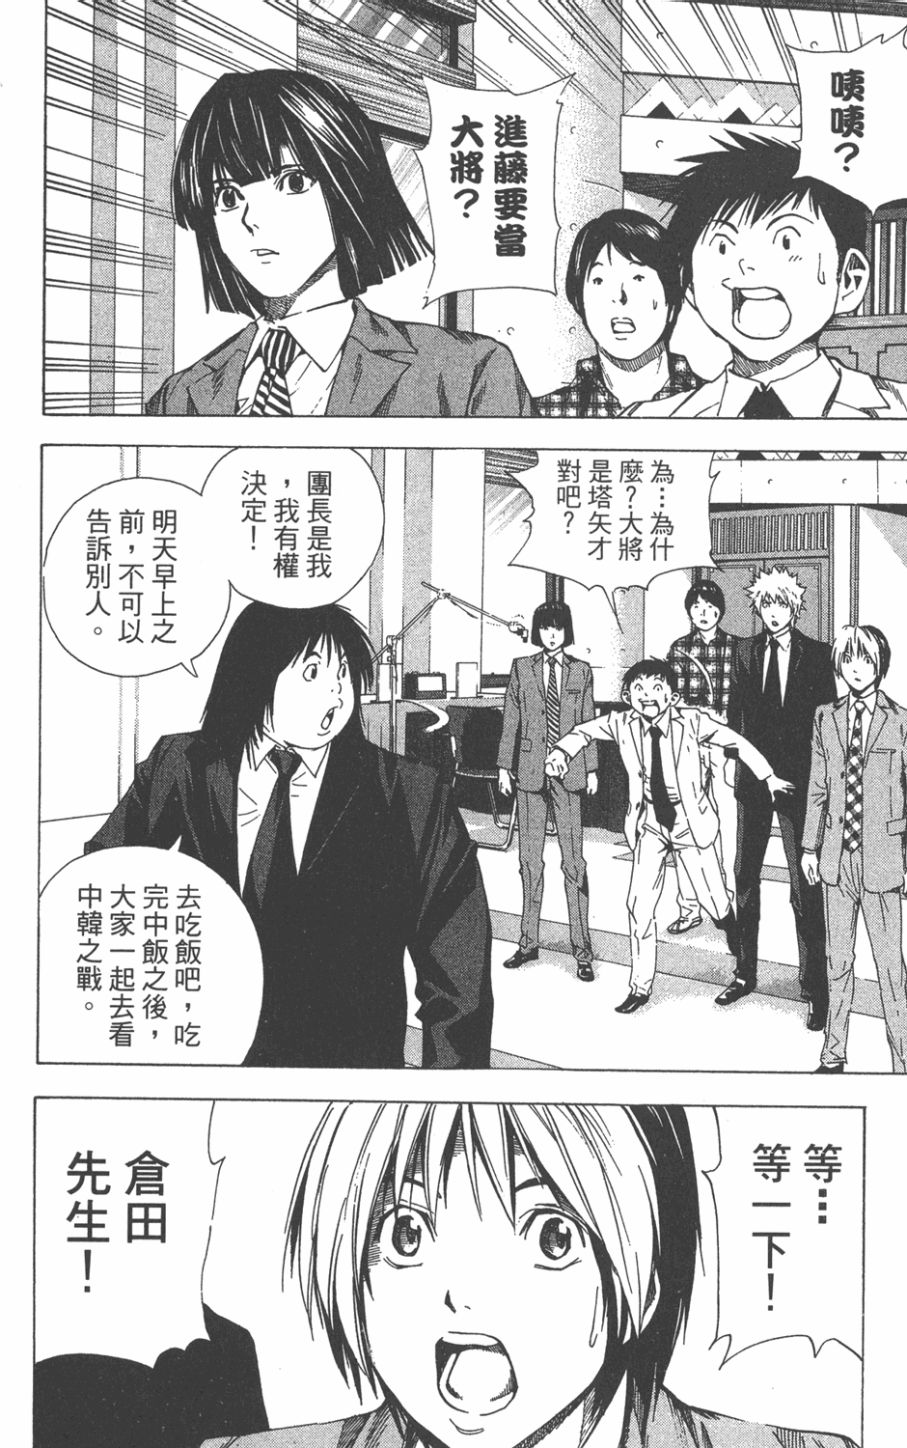 咦
咦？
進藤要當
大將？
為…為什
麼？大將
是塔矢才
對吧？
團長是我
，我有權
決定！
明天早上之
前，不可以
告訴別人。
去吃飯吧，吃
完中飯之後，
大家一起去看
中韓之戰。
等…
等一下！
倉田
先生！